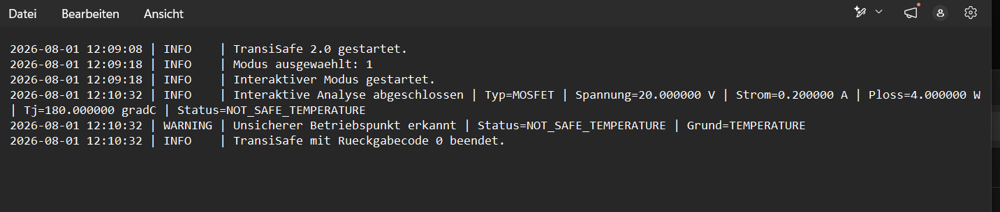 Datei Bearbeiten Ansicht
2026-08-01 12:09:08 | INFO    | TransiSafe 2.0 gestartet.
2026-08-01 12:09:18 | INFO    | Modus ausgewaehlt: 1
2026-08-01 12:09:18 | INFO    | Interaktiver Modus gestartet.
2026-08-01 12:10:32 | INFO    | Interaktive Analyse abgeschlossen | Typ=MOSFET | Spannung=20.000000 V | Strom=0.200000 A | Ploss=4.000000 W
| Tj=180.000000 gradC | Status=NOT_SAFE_TEMPERATURE
2026-08-01 12:10:32 | WARNING | Unsicherer Betriebspunkt erkannt | Status=NOT_SAFE_TEMPERATURE | Grund=TEMPERATURE
2026-08-01 12:10:32 | INFO    | TransiSafe mit Rueckgabecode 0 beendet.